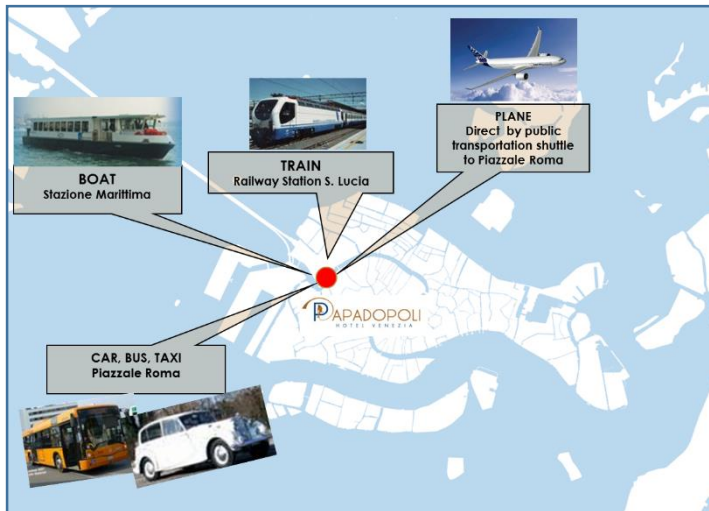 BOAT
Stazione Marittima
TRAIN
Railway Station S. Lucia
PLANE
Direct by public
transportation shuttle
to Piazzale Roma
PAPADOPOLI
HOTEL VENEZIA
CAR, BUS, TAXI
Piazzale Roma